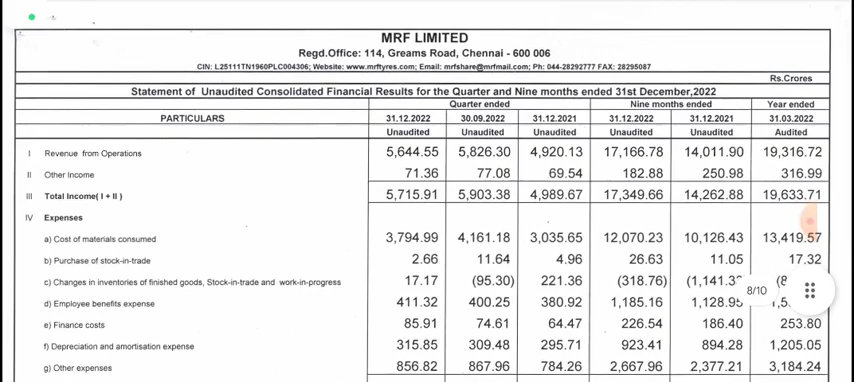 MRF LIMITED
Regd.Office: 114, Greams Road, Chennai - 600 006
CIN: L25111TN1960PLC004306; Website: www.mrftyres.com; Email: mrfshare@mrfmail.com; Ph: 044-28292777 FAX: 28295087
Rs.Crores
Statement of Unaudited Consolidated Financial Results for the Quarter and Nine months ended 31st December,2022
Quarter ended Nine months ended Year ended
PARTICULARS 31.12.2022 30.09.2022 31.12.2021 31.12.2022 31.12.2021 31.03.2022
Unaudited Unaudited Unaudited Unaudited Unaudited Audited
I Revenue from Operations 5,644.55 5,826.30 4,920.13 17,166.78 14,011.90 19,316.72
II Other Income 71.36 77.08 69.54 182.88 250.98 316.99
III Total Income( I + II ) 5,715.91 5,903.38 4,989.67 17,349.66 14,262.88 19,633.71
IV Expenses
a) Cost of materials consumed 3,794.99 4,161.18 3,035.65 12,070.23 10,126.43 13,419.57
b) Purchase of stock-in-trade 2.66 11.64 4.96 26.63 11.05 17.32
c) Changes in inventories of finished goods, Stock-in-trade and work-in-progress 17.17 (95.30) 221.36 (318.76)
8/10
d) Employee benefits expense 411.32 400.25 380.92 1,185.16 1,128.95
e) Finance costs 85.91 74.61 64.47 226.54 186.40 253.80
f) Depreciation and amortisation expense 315.85 309.48 295.71 923.41 894.28 1,205.05
g) Other expenses 856.82 867.96 784.26 2,667.96 2,377.21 3,184.24